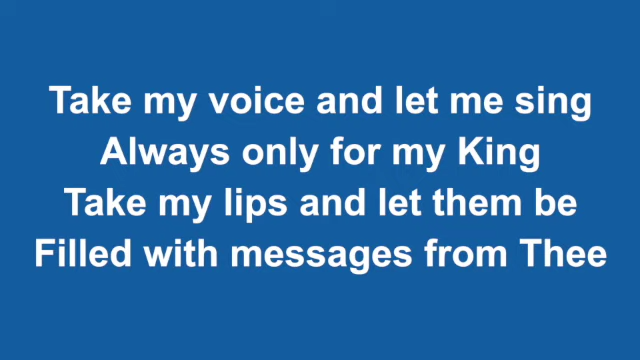 Take my voice and let me sing
Always only for my King
Take my lips and let them be
Filled with messages from Thee